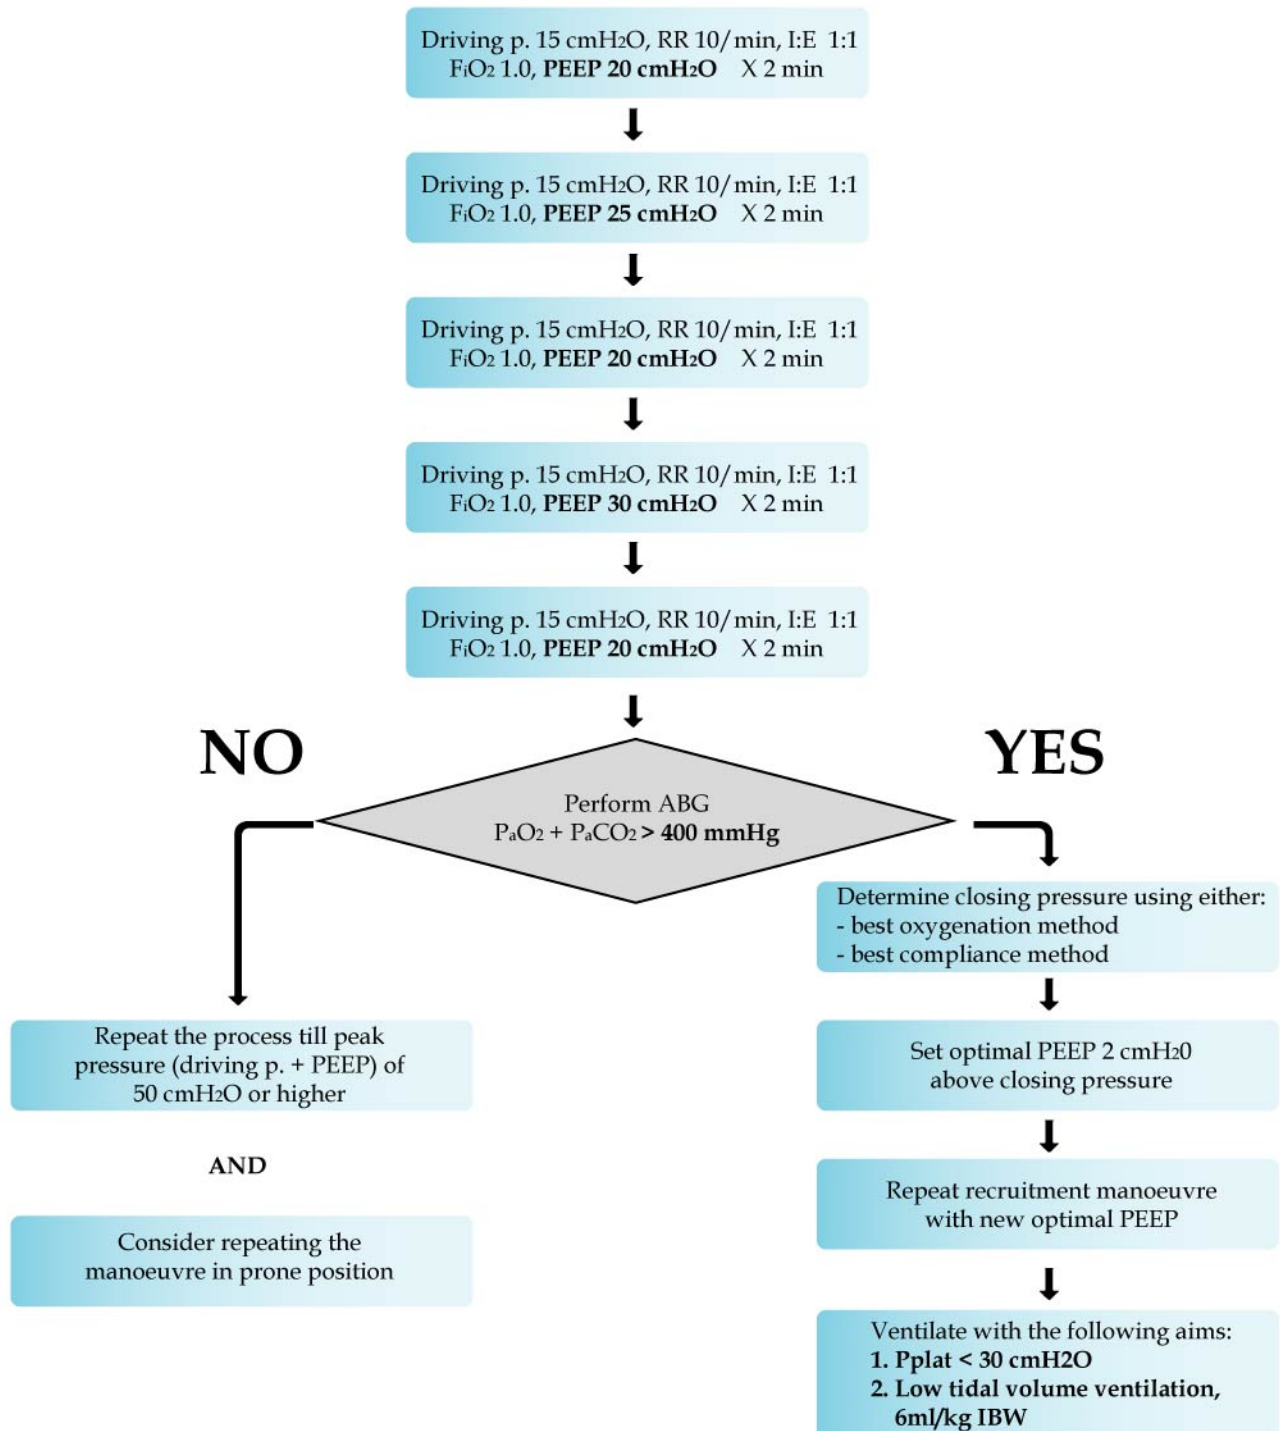 Driving p. 15 cmH2O, RR 10/min, I:E 1:1
FiO2 1.0, PEEP 20 cmH2O X 2 min
Driving p. 15 cmH2O, RR 10/min, I:E 1:1
FiO2 1.0, PEEP 25 cmH2O X 2 min
Driving p. 15 cmH2O, RR 10/min, I:E 1:1
FiO2 1.0, PEEP 20 cmH2O X 2 min
Driving p. 15 cmH2O, RR 10/min, I:E 1:1
FiO2 1.0, PEEP 30 cmH2O X 2 min
Driving p. 15 cmH2O, RR 10/min, I:E 1:1
FiO2 1.0, PEEP 20 cmH2O X 2 min
NO
YES
Perform ABG
PaO2 + PaCO2 > 400 mmHg
Repeat the process till peak
pressure (driving p. + PEEP) of
50 cmH2O or higher
AND
Consider repeating the
manoeuvre in prone position
Determine closing pressure using either:
- best oxygenation method
- best compliance method
Set optimal PEEP 2 cmH20
above closing pressure
Repeat recruitment manoeuvre
with new optimal PEEP
Ventilate with the following aims:
1. Pplat < 30 cmH2O
2. Low tidal volume ventilation,
6ml/kg IBW